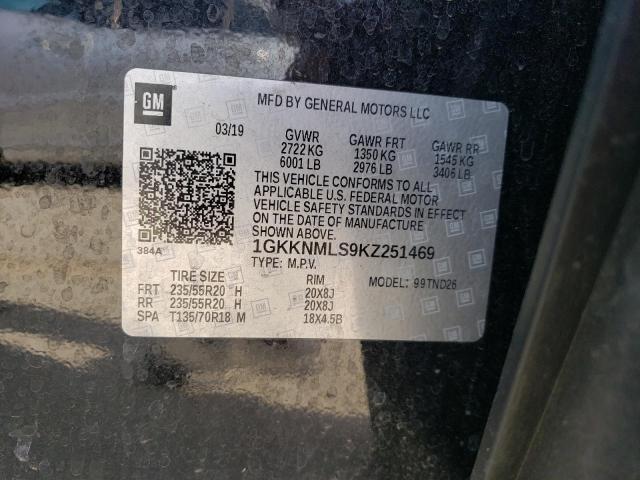 GM
MFD BY GENERAL MOTORS LLC
03/19 GVWR GAWR FRT GAWR RR
2722 KG 1350 KG 1545 KG
6001 LB 2976 LB 3406 LB
THIS VEHICLE CONFORMS TO ALL
APPLICABLE U.S. FEDERAL MOTOR
VEHICLE SAFETY STANDARDS IN EFFECT
ON THE DATE OF MANUFACTURE
SHOWN ABOVE.
384A
1GKKNMLS9KZ251469
TYPE: M.P.V. MODEL: 99TND26
TIRE SIZE RIM
FRT 235/55R20 H 20X8J
RR 235/55R20 H 20X8J
SPA T135/70R18 M 18X4.5B